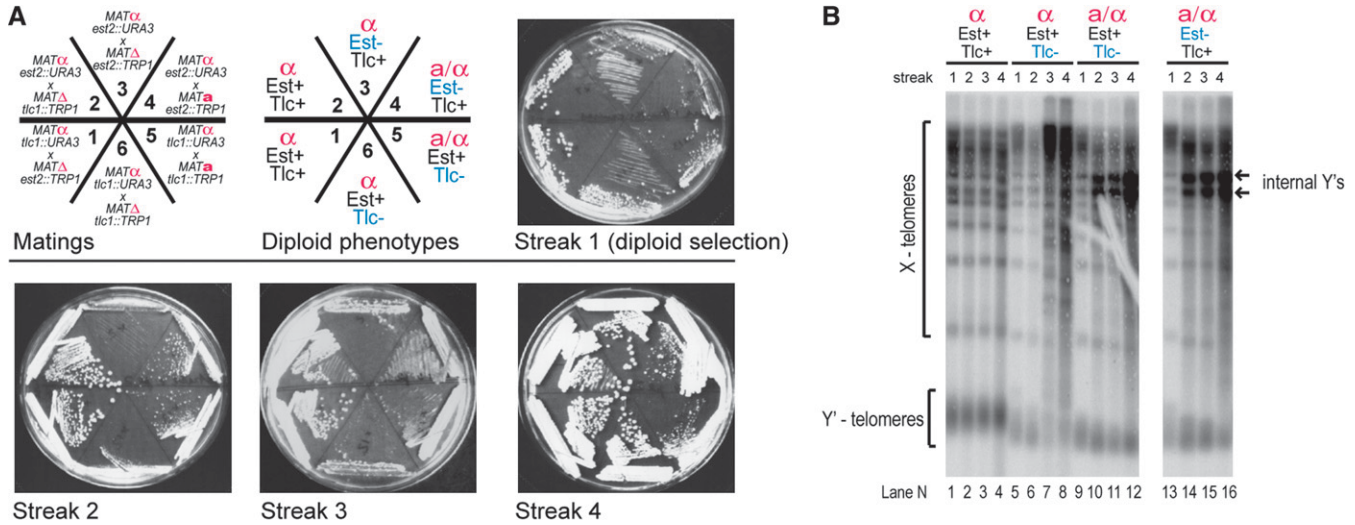 A
MATα
est2::URA3
x
MATΔ
est2::TRP1
MATα
est2::URA3
x
MATΔ
tlc1::TRP1
MATα
est2::URA3
x
MATa
est2::TRP1
2
3
4
1
6
5
MATα
tlc1::URA3
x
MATΔ
est2::TRP1
MATα
tlc1::URA3
x
MATΔ
tlc1::TRP1
MATα
tlc1::URA3
x
MATa
tlc1::TRP1
Matings
α
Est-
Tlc+
α
Est+
Tlc+
a/α
Est-
Tlc+
2
3
4
1
6
5
α
Est+
Tlc+
a/α
Est+
Tlc-
α
Est+
Tlc-
Diploid phenotypes
Streak 1 (diploid selection)
Streak 2
Streak 3
Streak 4
B
α α a/α a/α
Est+ Est+ Est+ Est-
Tlc+ Tlc- Tlc- Tlc+
streak 1 2 3 4 1 2 3 4 1 2 3 4 1 2 3 4
X - telomeres
internal Y's
Y' - telomeres
Lane N 1 2 3 4 5 6 7 8 9 10 11 12 13 14 15 16